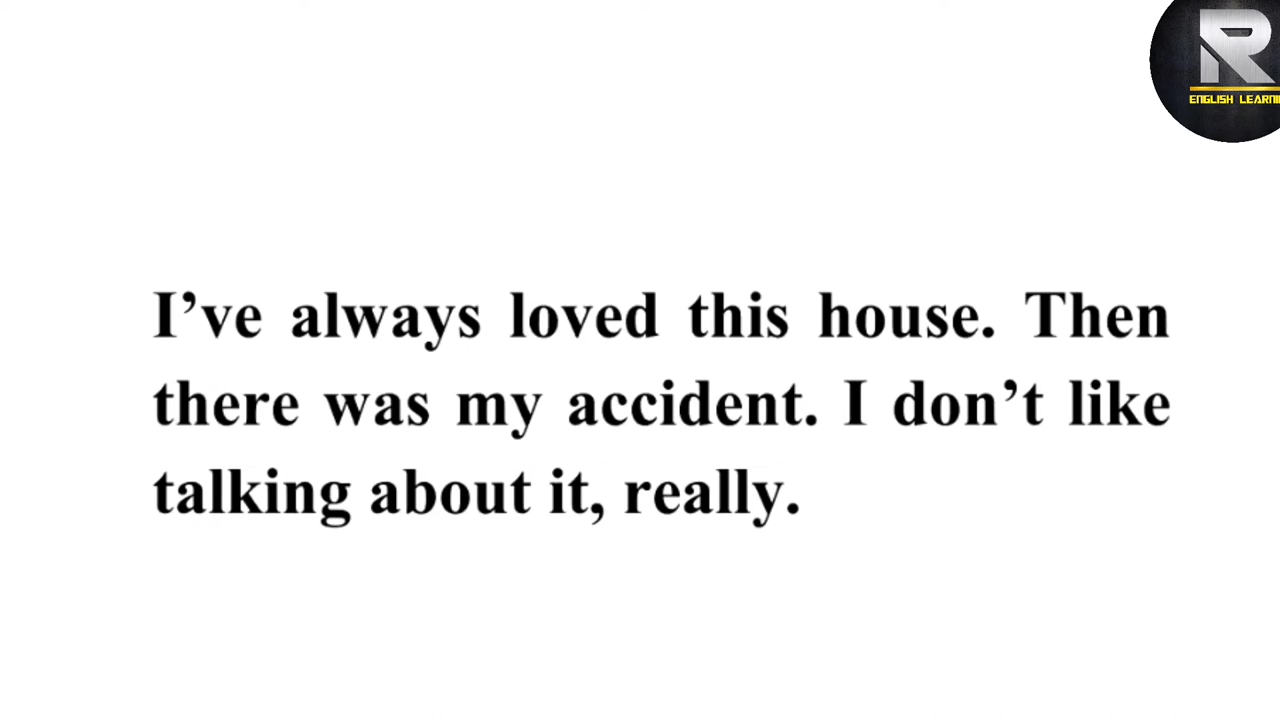 R
ENGLISH LEARNI
I’ve always loved this house. Then
there was my accident. I don’t like
talking about it, really.